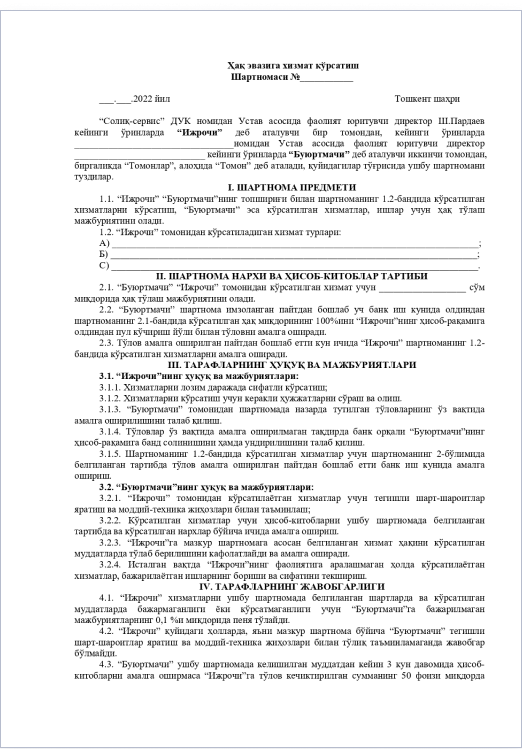 Ҳақ эвазига хизмат кўрсатиш
Шартномаси №____________
___.___.2022 йил Тошкент шаҳри
“Солиқ-сервис” ДУК номидан Устав асосида фаолият юритувчи директор Ш.Пардаев
кейинги ўринларда “Ижрочи” деб аталувчи бир томондан, кейинги ўринларда
___________________________________номидан Устав асосида фаолият юритувчи директор
_____________________________ кейинги ўринларда “Буюртмачи” деб аталувчи иккинчи томондан,
биргаликда “Томонлар”, алоҳида “Томон” деб аталади, қуйидагилар тўғрисида ушбу шартномани
туздилар.
I. ШАРТНОМА ПРЕДМЕТИ
1.1. “Ижрочи” “Буюртмачи”нинг топшириғи билан шартноманинг 1.2-бандида кўрсатилган
хизматларни кўрсатиш, “Буюртмачи” эса кўрсатилган хизматлар, ишлар учун ҳақ тўлаш
мажбуриятини олади.
1.2. “Ижрочи” томонидан кўрсатиладиган хизмат турлари:
А) ________________________________________________________________;
Б) ________________________________________________________________;
С) ________________________________________________________________.
II. ШАРТНОМА НАРХИ ВА ҲИСОБ-КИТОБЛАР ТАРТИБИ
2.1. “Буюртмачи” “Ижрочи” томонидан кўрсатилган хизмат учун ___________________ сўм
миқдорида ҳақ тўлаш мажбуриятини олади.
2.2. “Буюртмачи” шартнома имзоланган пайтдан бошлаб уч банк иш кунида олдиндан
шартноманинг 2.1-бандида кўрсатилган ҳақ миқдорининг 100%ини “Ижрочи”нинг ҳисоб-рақамига
олдиндан пул кўчириш йўли билан тўловни амалга оширади.
2.3. Тўлов амалга оширилган пайтдан бошлаб етти кун ичида “Ижрочи” шартноманинг 1.2-
бандида кўрсатилган хизматларни амалга оширади.
III. ТАРАФЛАРНИНГ ҲУҚУҚ ВА МАЖБУРИЯТЛАРИ
3.1. “Ижрочи”нинг ҳуқуқ ва мажбуриятлари:
3.1.1. Хизматларни лозим даражада сифатли кўрсатиш;
3.1.2. Хизматларни кўрсатиш учун керакли ҳужжатларни сўраш ва олиш.
3.1.3. “Буюртмачи” томонидан шартномада назарда тутилган тўловларнинг ўз вақтида
амалга оширилишини талаб қилиш.
3.1.4. Тўловлар ўз вақтида амалга оширилмаган тақдирда банк орқали “Буюртмачи”нинг
ҳисоб-рақамига банд солинишини ҳамда ундирилишини талаб қилиш.
3.1.5. Шартноманинг 1.2-бандида кўрсатилган хизматлар учун шартноманинг 2-бўлимида
белгиланган тартибда тўлов амалга оширилган пайтдан бошлаб етти банк иш кунида амалга
ошириш.
3.2. “Буюртмачи”нинг ҳуқуқ ва мажбуриятлари:
3.2.1. “Ижрочи” томонидан кўрсатилаётган хизматлар учун тегишли шарт-шароитлар
яратиш ва моддий-техника жиҳозлари билан таъминлаш;
3.2.2. Кўрсатилган хизматлар учун ҳисоб-китобларни ушбу шартномада белгиланган
тартибда ва кўрсатилган нархлар бўйича ичида амалга ошириш.
3.2.3. “Ижрочи”га мазкур шартномага асосан белгиланган хизмат ҳақини кўрсатилган
муддатларда тўлаб берилишини кафолатлайди ва амалга оширади.
3.2.4. Исталган вақтда “Ижрочи”нинг фаолиятига аралашмаган ҳолда кўрсатилаётган
хизматлар, бажарилаётган ишларнинг бориши ва сифатини текшириш.
IV. ТАРАФЛАРНИНГ ЖАВОБГАРЛИГИ
4.1. “Ижрочи” хизматларни ушбу шартномада белгиланган шартларда ва кўрсатилган
муддатларда бажармаганлиги ёки кўрсатмаганлиги учун “Буюртмачи”га бажарилмаган
мажбуриятларнинг 0,1 %и миқдорида пеня тўлайди.
4.2. “Ижрочи” қуйидаги ҳолларда, яъни мазкур шартнома бўйича “Буюртмачи” тегишли
шарт-шароитлар яратиш ва моддий-техника жиҳозлари билан тўлиқ таъминламаганда жавобгар
бўлмайди.
4.3. “Буюртмачи” ушбу шартномада келишилган муддатдан кейин 3 кун давомида ҳисоб-
китобларни амалга оширмаса “Ижрочи”га тўлов кечиктирилган сумманинг 50 фоизи миқдорда